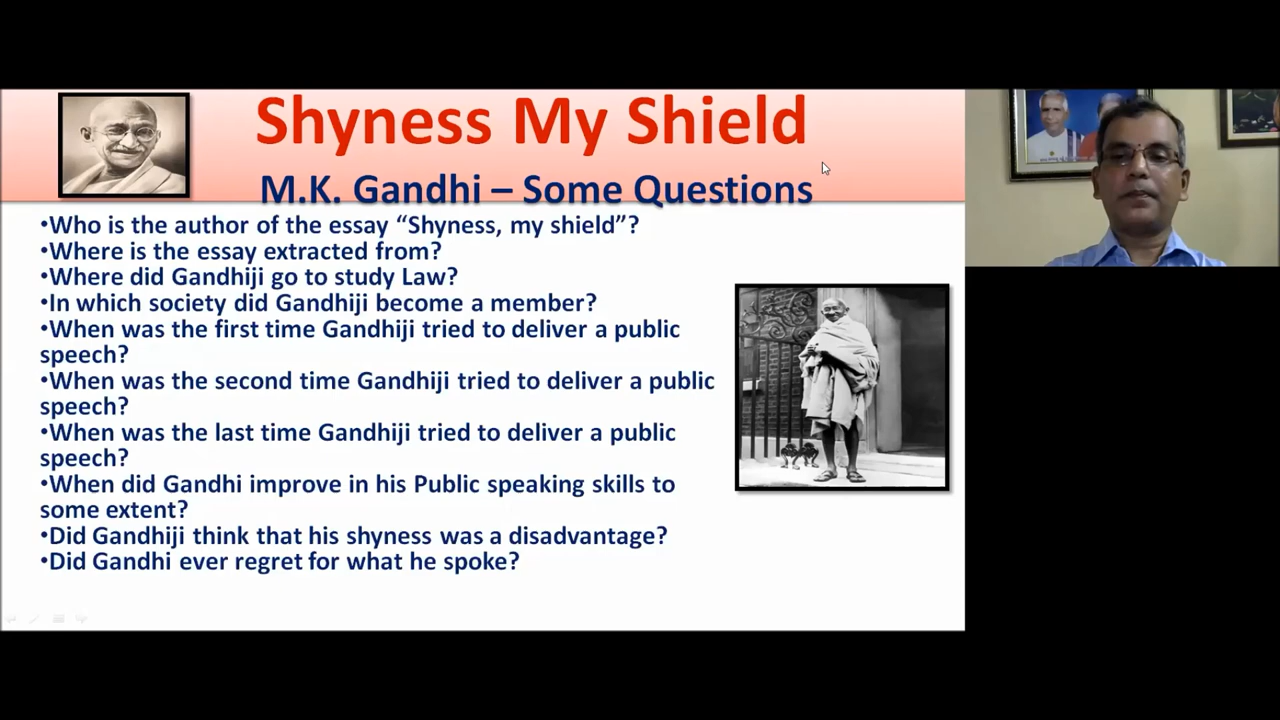 Shyness My Shield
M.K. Gandhi – Some Questions
•Who is the author of the essay “Shyness, my shield”?
•Where is the essay extracted from?
•Where did Gandhiji go to study Law?
•In which society did Gandhiji become a member?
•When was the first time Gandhiji tried to deliver a public
speech?
•When was the second time Gandhiji tried to deliver a public
speech?
•When was the last time Gandhiji tried to deliver a public
speech?
•When did Gandhi improve in his Public speaking skills to
some extent?
•Did Gandhiji think that his shyness was a disadvantage?
•Did Gandhi ever regret for what he spoke?